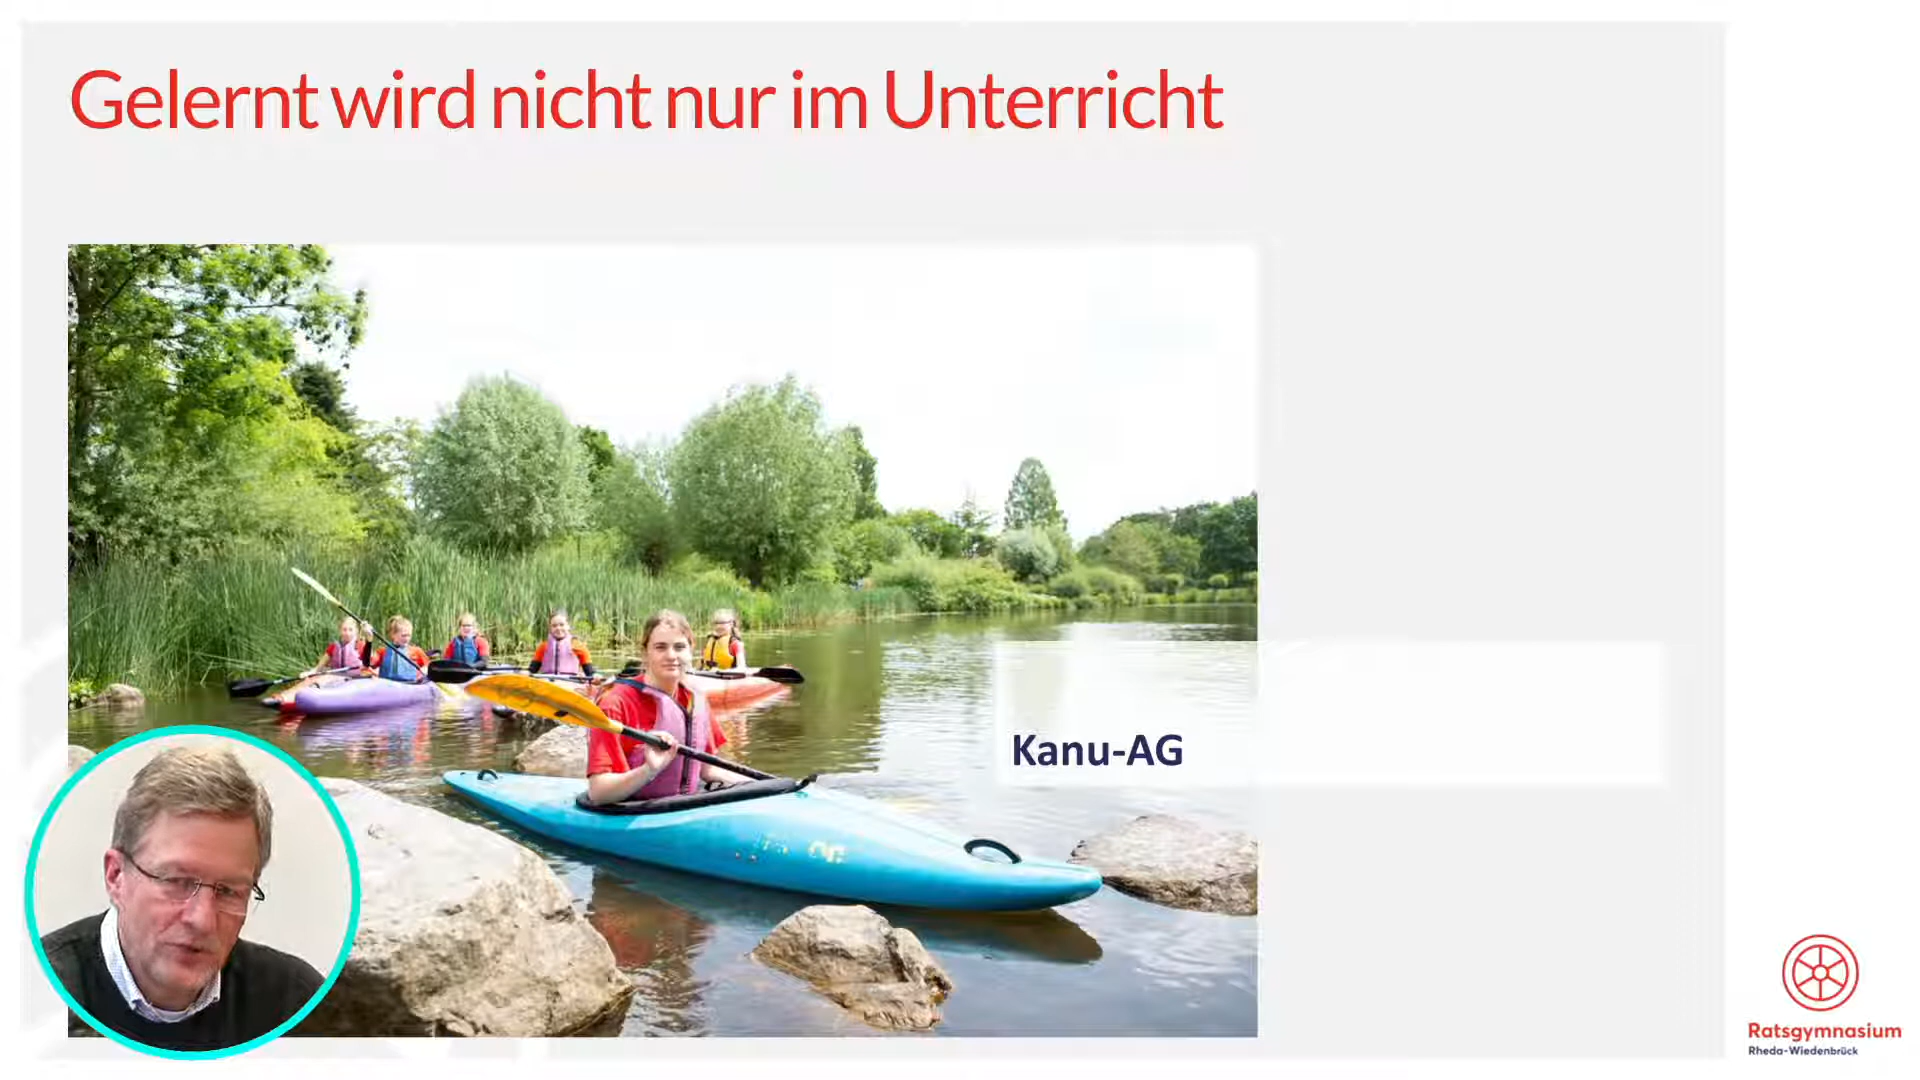 Gelernt wird nicht nur im Unterricht
Kanu-AG
Ratsgymnasium
Rheda-Wiedenbrück